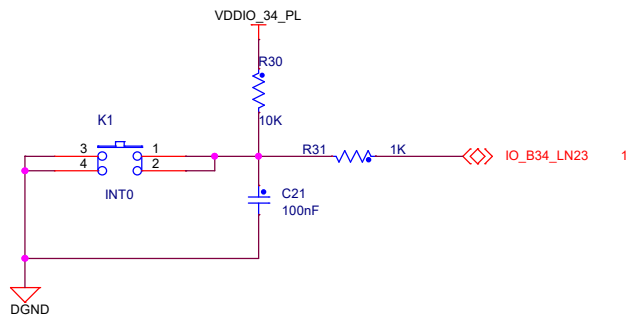 VDDIO_34_PL
R30
10K
K1
3
1
4
2
INT0
R31
1K
IO_B34_LN23
1
C21
100nF
DGND